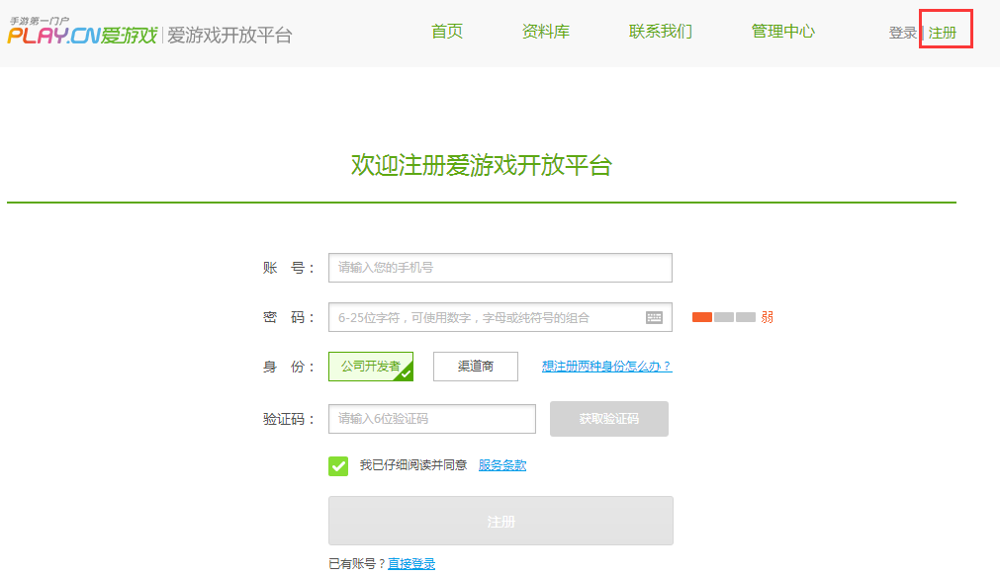 手游第一门户
PLAY.CN爱游戏 | 爱游戏开放平台 首页 资料库 联系我们 管理中心 登录 | 注册
欢迎注册爱游戏开放平台
账 号： 请输入您的手机号
密 码： 6-25位字符，可使用数字，字母或纯符号的组合 弱
身 份： 公司开发者 渠道商 想注册两种身份怎么办？
验证码： 请输入6位验证码 获取验证码
我已仔细阅读并同意 服务条款
注册
已有账号？直接登录